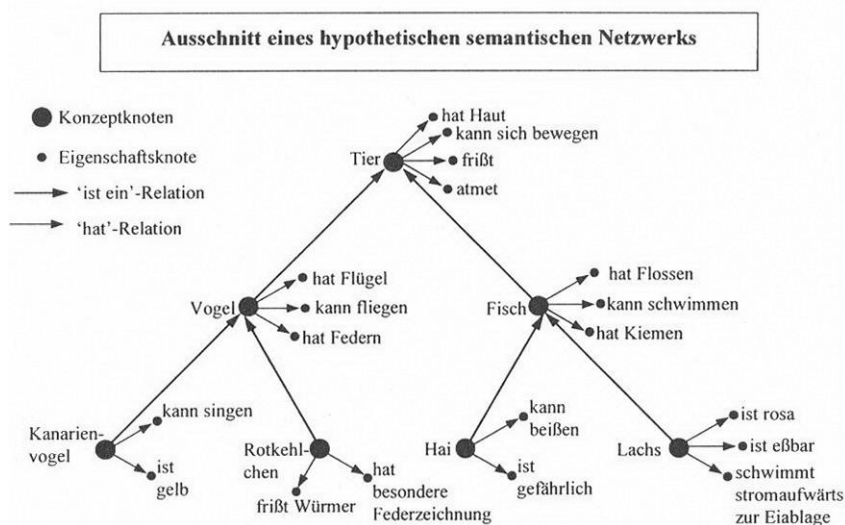 Ausschnitt eines hypothetischen semantischen Netzwerks
Konzeptknoten
Eigenschaftsknote
'ist ein'-Relation
'hat'-Relation
Tier
hat Haut
kann sich bewegen
frißt
atmet
Vogel
hat Flügel
kann fliegen
hat Federn
Fisch
hat Flossen
kann schwimmen
hat Kiemen
Kanarien-
vogel
kann singen
ist
gelb
Rotkehl-
chen
frißt Würmer
hat
besondere
Federzeichnung
Hai
kann
beißen
ist
gefährlich
Lachs
ist rosa
ist eßbar
schwimmt
stromaufwärts
zur Eiablage